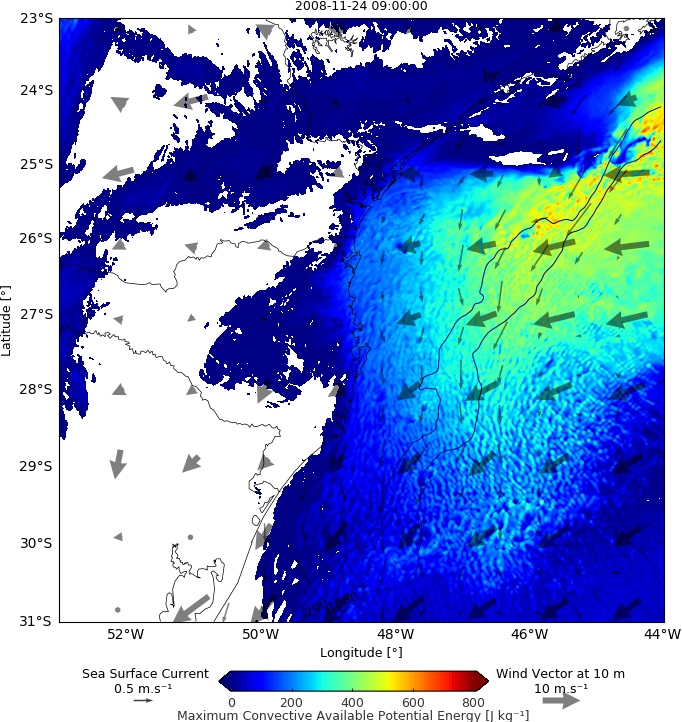 2008-11-24 09:00:00
23°S
24°S
25°S
26°S
27°S
28°S
29°S
30°S
31°S
Latitude [°]
52°W 50°W 48°W 46°W 44°W
Longitude [°]
Sea Surface Current
0.5 m.s⁻¹
Wind Vector at 10 m
10 m.s⁻¹
0 200 400 600 800
Maximum Convective Available Potential Energy [J kg⁻¹]